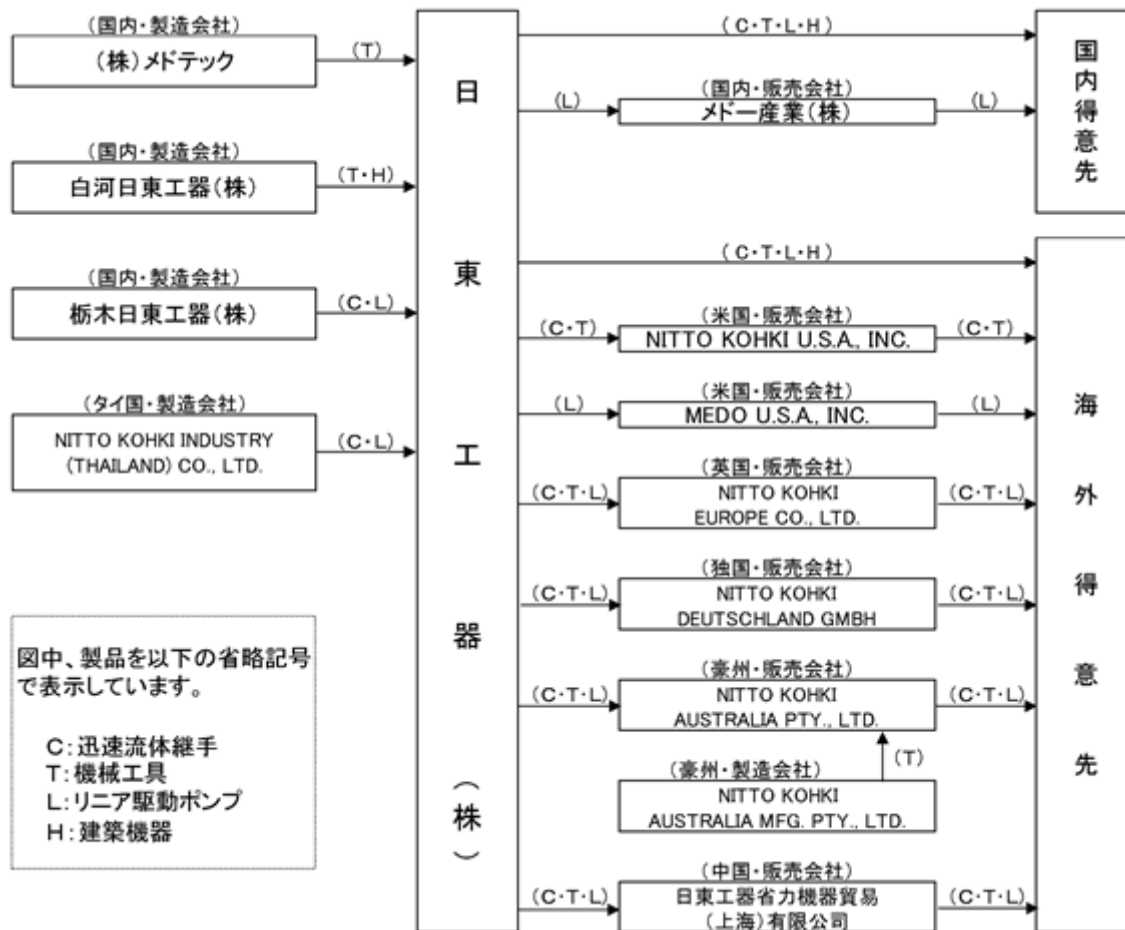 (国内・製造会社)
(株)メドテック
(T)
(国内・製造会社)
白河日東工器(株)
(T・H)
(国内・製造会社)
栃木日東工器(株)
(C・L)
(タイ国・製造会社)
NITTO KOHKI INDUSTRY
(THAILAND) CO., LTD.
(C・L)
図中、製品を以下の省略記号
で表示しています。
C:迅速流体継手
T:機械工具
L:リニア駆動ポンプ
H:建築機器
日東工器(株)
(C・T・L・H)
(L)
(国内・販売会社)
メドー産業(株)
(L)
国内得意先
(C・T・L・H)
(C・T)
(米国・販売会社)
NITTO KOHKI U.S.A., INC.
(C・T)
(L)
(米国・販売会社)
MEDO U.S.A., INC.
(L)
(C・T・L)
(英国・販売会社)
NITTO KOHKI
EUROPE CO., LTD.
(C・T・L)
(C・T・L)
(独国・販売会社)
NITTO KOHKI
DEUTSCHLAND GMBH
(C・T・L)
(C・T・L)
(豪州・販売会社)
NITTO KOHKI
AUSTRALIA PTY., LTD.
(C・T・L)
(T)
(豪州・製造会社)
NITTO KOHKI
AUSTRALIA MFG. PTY., LTD.
(C・T・L)
(中国・販売会社)
日東工器省力機器貿易
(上海)有限公司
(C・T・L)
海外得意先